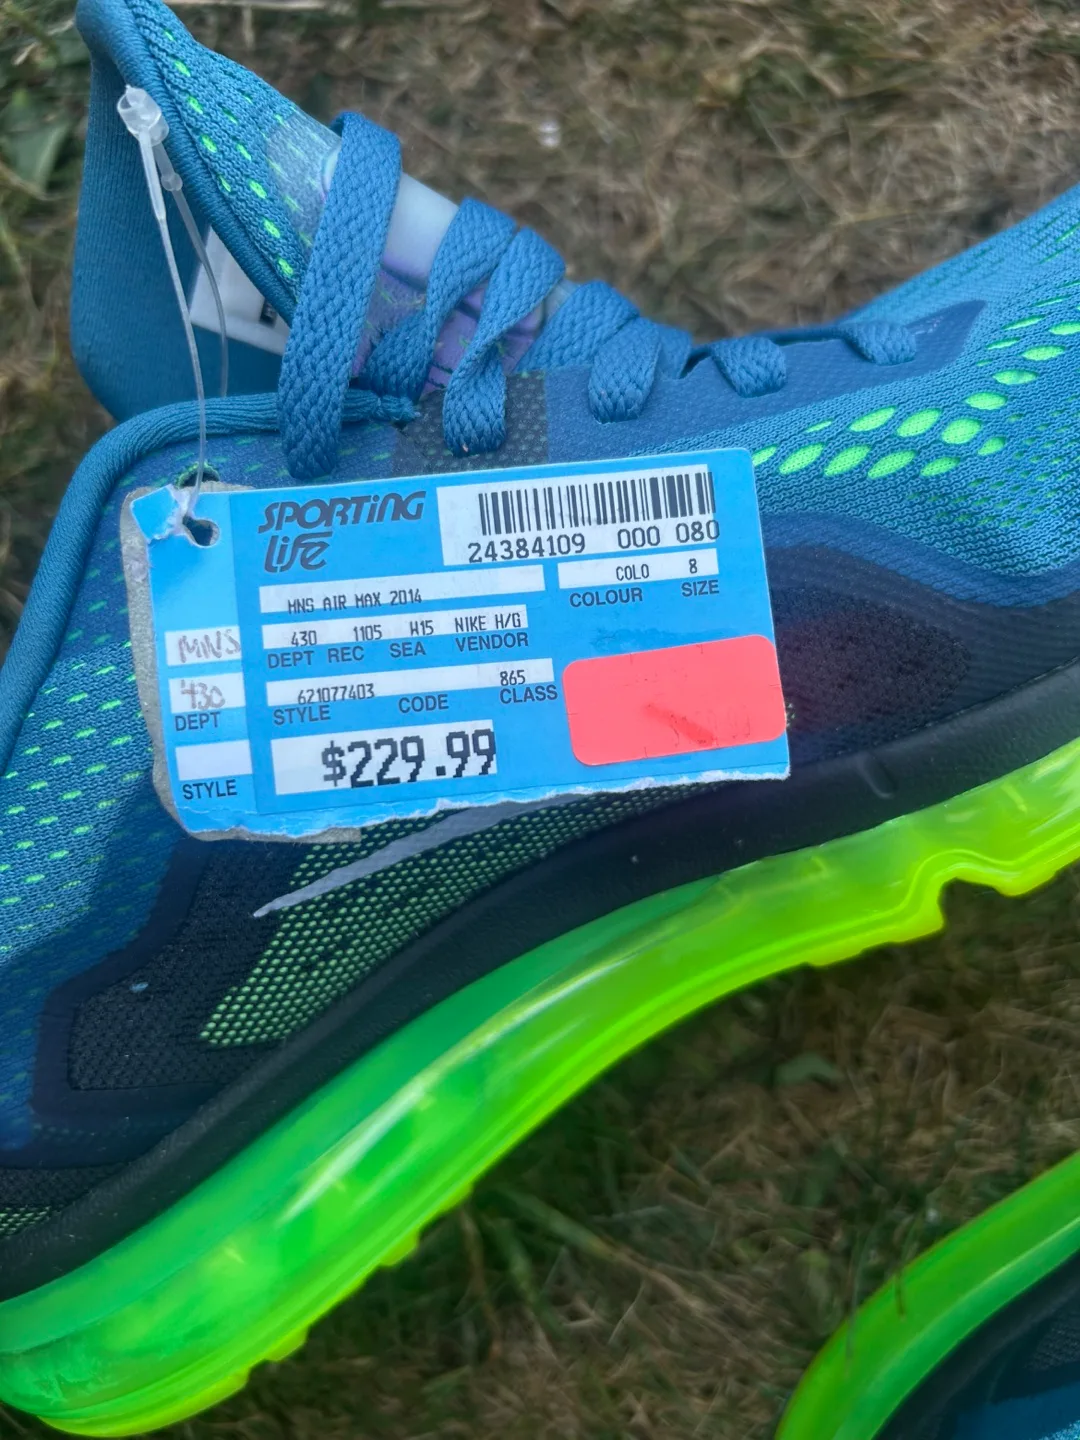 SPORTiNG
LiFE
24384109 000 080
MNS AIR MAX 2014
COLO 8
COLOUR SIZE
430 1105 W15 NIKE H/G
DEPT REC SEA VENDOR
621077403 865
STYLE CODE CLASS
$229.99
MNS
430
DEPT
STYLE